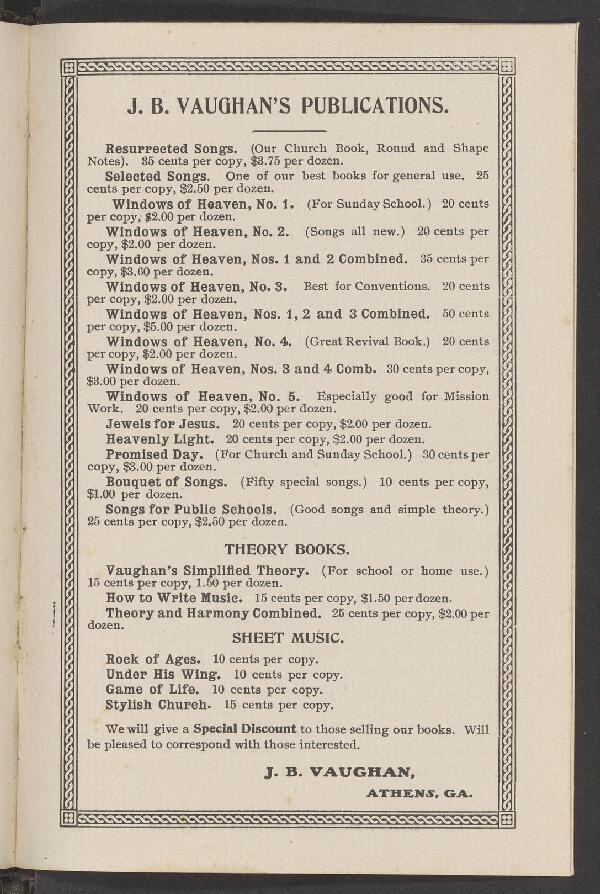 J. B. VAUGHAN'S PUBLICATIONS.
Resurrected Songs. (Our Church Book, Round and Shape
Notes). 35 cents per copy, $3.75 per dozen.
Selected Songs. One of our best books for general use. 25
cents per copy, $2.50 per dozen.
Windows of Heaven, No. 1. (For Sunday School.) 20 cents
per copy, $2.00 per dozen.
Windows of Heaven, No. 2. (Songs all new.) 20 cents per
copy, $2.00 per dozen.
Windows of Heaven, Nos. 1 and 2 Combined. 35 cents per
copy, $3.60 per dozen.
Windows of Heaven, No. 3. Best for Conventions. 20 cents
per copy, $2.00 per dozen.
Windows of Heaven, Nos. 1, 2 and 3 Combined. 50 cents
per copy, $5.00 per dozen.
Windows of Heaven, No. 4. (Great Revival Book.) 20 cents
per copy, $2.00 per dozen.
Windows of Heaven, Nos. 3 and 4 Comb. 30 cents per copy,
$3.00 per dozen.
Windows of Heaven, No. 5. Especially good for Mission
Work. 20 cents per copy, $2.00 per dozen.
Jewels for Jesus. 20 cents per copy, $2.00 per dozen.
Heavenly Light. 20 cents per copy, $2.00 per dozen.
Promised Day. (For Church and Sunday School.) 30 cents per
copy, $3.00 per dozen.
Bouquet of Songs. (Fifty special songs.) 10 cents per copy,
$1.00 per dozen.
Songs for Public Schools. (Good songs and simple theory.)
25 cents per copy, $2.50 per dozen.
THEORY BOOKS.
Vaughan's Simplified Theory. (For school or home use.)
15 cents per copy, 1.50 per dozen.
How to Write Music. 15 cents per copy, $1.50 per dozen.
Theory and Harmony Combined. 25 cents per copy, $2.00 per
dozen.
SHEET MUSIC.
Rock of Ages. 10 cents per copy.
Under His Wing. 10 cents per copy.
Game of Life. 10 cents per copy.
Stylish Church. 15 cents per copy.
We will give a Special Discount to those selling our books. Will
be pleased to correspond with those interested.
J. B. VAUGHAN,
ATHENS, GA.